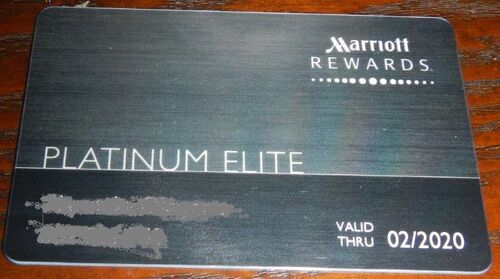 Marriott
REWARDS
PLATINUM ELITE
VALID
THRU 02/2020